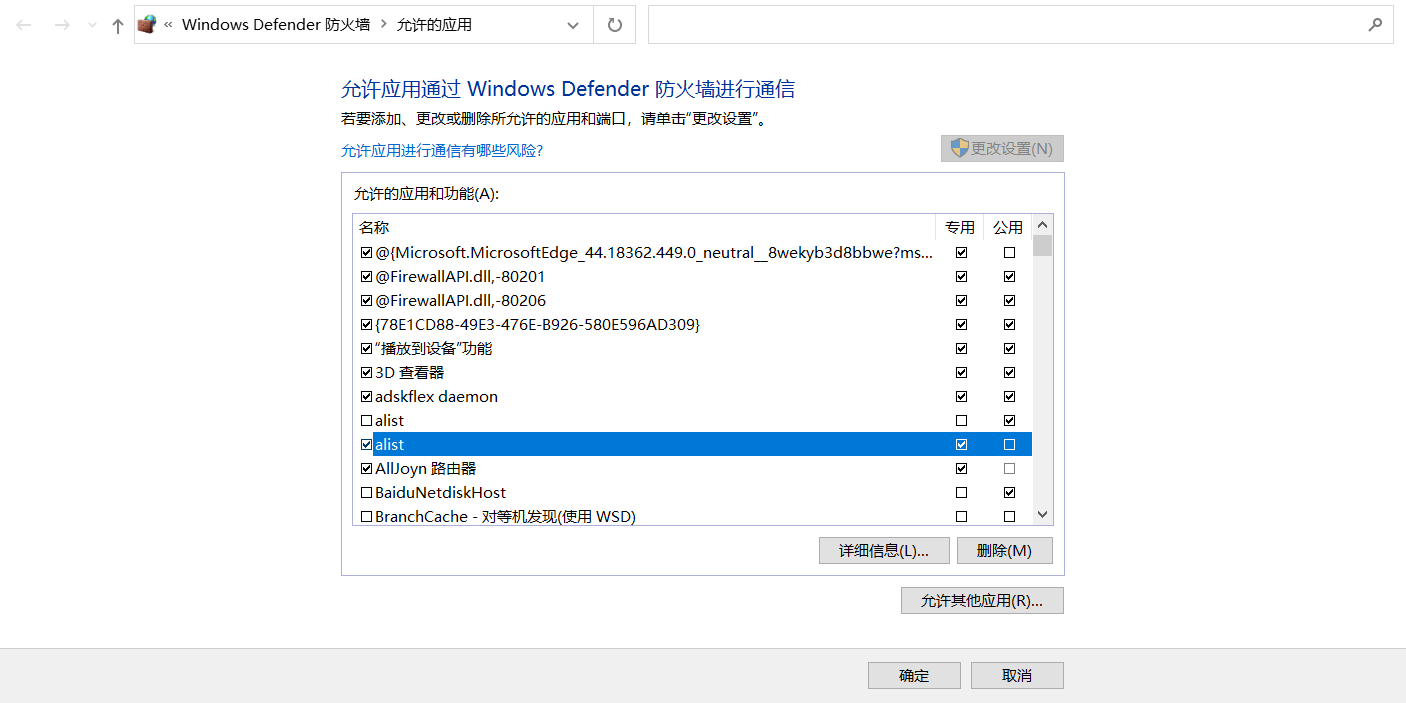 « Windows Defender 防火墙 › 允许的应用
允许应用通过 Windows Defender 防火墙进行通信
若要添加、更改或删除所允许的应用和端口，请单击“更改设置”。
允许应用进行通信有哪些风险?
更改设置(N)
允许的应用和功能(A):
名称 专用 公用
@{Microsoft.MicrosoftEdge_44.18362.449.0_neutral__8wekyb3d8bbwe?ms...
@FirewallAPI.dll,-80201
@FirewallAPI.dll,-80206
{78E1CD88-49E3-476E-B926-580E596AD309}
“播放到设备”功能
3D 查看器
adskflex daemon
alist
alist
AllJoyn 路由器
BaiduNetdiskHost
BranchCache - 对等机发现(使用 WSD)
详细信息(L)... 删除(M)
允许其他应用(R)...
确定 取消